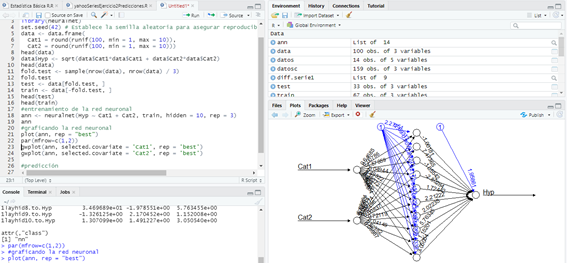 Estadística Básica R.R
yahooSeriesEjercicio2Predicciones.R
Untitled1*
Source on Save
Run
Source
library(neuralnet)
set.seed(42) # Establece la semilla aleatoria para asegurar reproducib
data <- data.frame(
Cat1 = round(runif(100, min = 1, max = 10)),
Cat2 = round(runif(100, min = 1, max = 10)))
head(data)
data$Hyp <- sqrt(data$Cat1*data$Cat1 + data$Cat2*data$Cat2)
head(data)
fold.test <- sample(nrow(data), nrow(data) / 3)
fold.test
test <- data[fold.test, ]
train <- data[-fold.test, ]
head(test)
head(train)
#entrenamiento de la red neuronal
ann <- neuralnet(Hyp ~ Cat1 + Cat2, train, hidden = 10, rep = 3)
ann
#graficando la red neuronal
plot(ann, rep = "best")
par(mfrow=c(1,2))
gwplot(ann, selected.covariate = 'Cat1', rep = 'best')
gwplot(ann, selected.covariate = 'Cat2', rep = 'best')
#predicción
23:1
(Top Level)
R Script
Console
Terminal
Jobs
~/
1layhid8.to.Hyp 3.469689e+01 -1.978551e+00 5.763455e+00
1layhid9.to.Hyp -1.326125e+00 2.170452e+00 1.152008e+00
1layhid10.to.Hyp 1.307099e+00 1.491227e+00 3.050540e+00
attr(,"class")
[1] "nn"
> par(mfrow=c(1,2))
> #graficando la red neuronal
> plot(ann, rep = "best")
Environment
History
Connections
Tutorial
Import Dataset
List
R
Global Environment
Data
ann List of 14
data 100 obs. of 3 variables
datos 14 obs. of 5 variables
datosc 159 obs. of 3 variables
diff.series1 List of 9
test 33 obs. of 3 variables
train 67 obs. of 3 variables
Files
Plots
Packages
Help
Viewer
Zoom
Export
Publish
1
1
Cat1
Cat2
Hyp